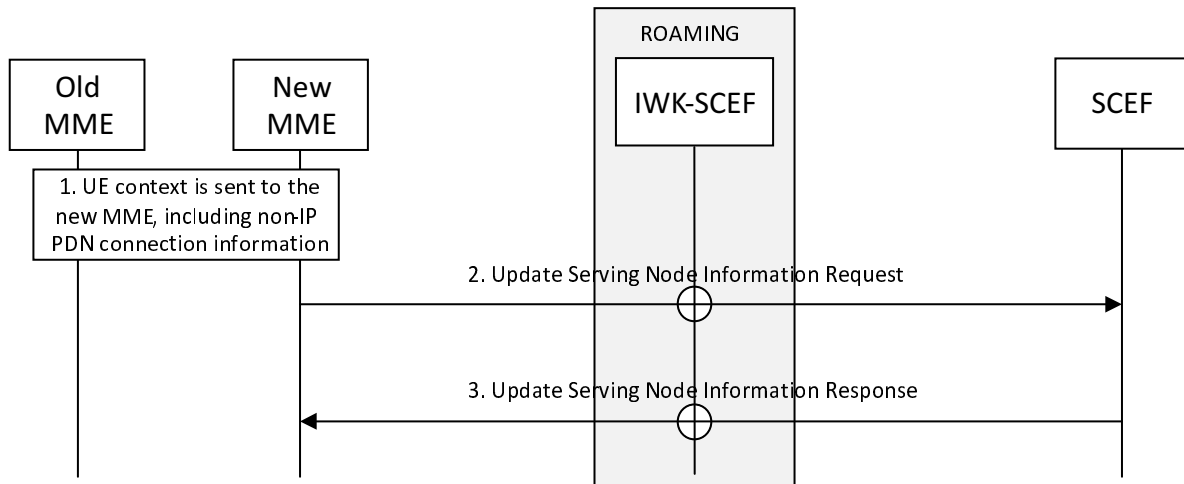 ROAMING
Old
MME
New
MME
IWK-SCEF
SCEF
1. UE context is sent to the
new MME, including non-IP
PDN connection information
2. Update Serving Node Information Request
3. Update Serving Node Information Response